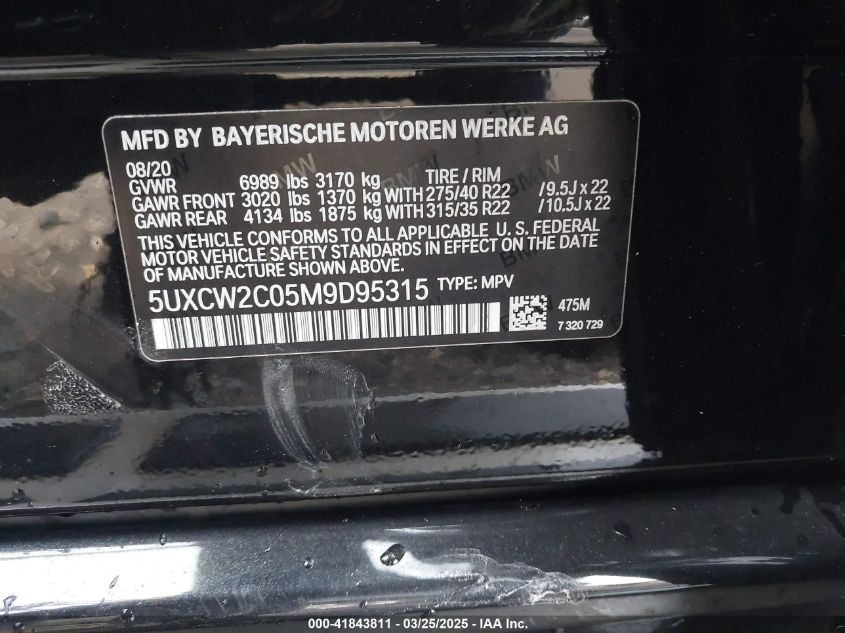 MFD BY BAYERISCHE MOTOREN WERKE AG
08/20
GVWR 6989 lbs 3170 kg TIRE / RIM
GAWR FRONT 3020 lbs 1370 kg WITH 275/40 R22 / 9.5J x 22
GAWR REAR 4134 lbs 1875 kg WITH 315/35 R22 / 10.5J x 22
THIS VEHICLE CONFORMS TO ALL APPLICABLE U. S. FEDERAL
MOTOR VEHICLE SAFETY STANDARDS IN EFFECT ON THE DATE
OF MANUFACTURE SHOWN ABOVE.
5UXCW2C05M9D95315 TYPE: MPV
475M
7 320 729
000-41843811 - 03/25/2025 - IAA Inc.